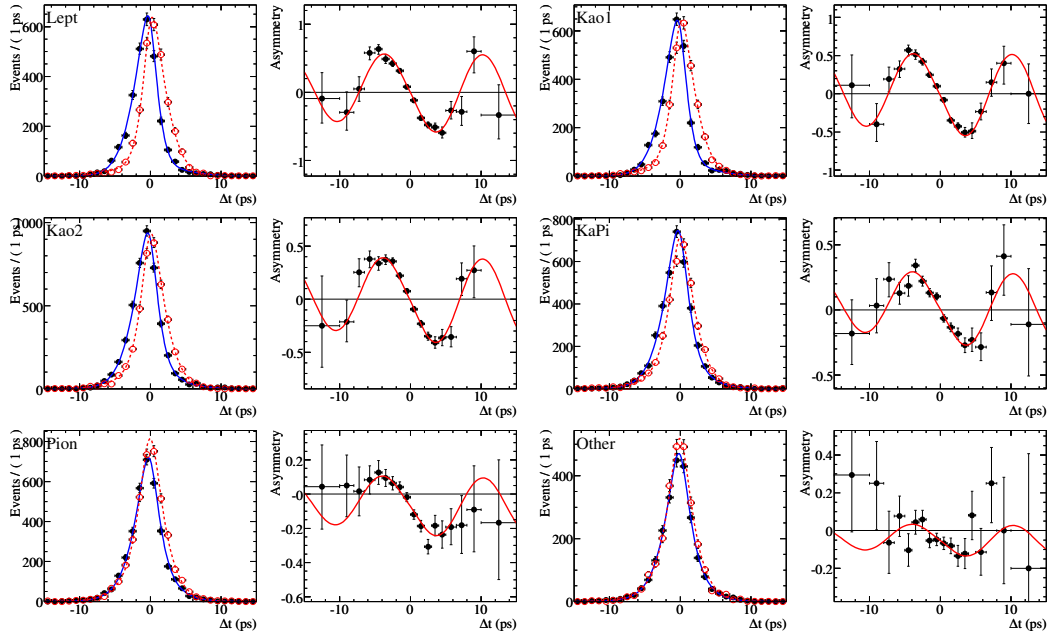 Lept
Events / ( 1 ps )
600
400
200
0
-10 0 10
Δt (ps)
Asymmetry
1
0
-1
-10 0 10
Δt (ps)
Kao1
Events / ( 1 ps )
600
400
200
0
-10 0 10
Δt (ps)
Asymmetry
1
0.5
0
-0.5
-1
-10 0 10
Δt (ps)
Kao2
Events / ( 1 ps )
1000
500
0
-10 0 10
Δt (ps)
Asymmetry
0.5
0
-0.5
-10 0 10
Δt (ps)
KaPi
Events / ( 1 ps )
800
600
400
200
0
-10 0 10
Δt (ps)
Asymmetry
0.5
0
-0.5
-10 0 10
Δt (ps)
Pion
Events / ( 1 ps )
800
600
400
200
0
-10 0 10
Δt (ps)
Asymmetry
0.2
-0
-0.2
-0.4
-0.6
-10 0 10
Δt (ps)
Other
Events / ( 1 ps )
400
200
0
-10 0 10
Δt (ps)
Asymmetry
0.4
0.2
0
-0.2
-10 0 10
Δt (ps)